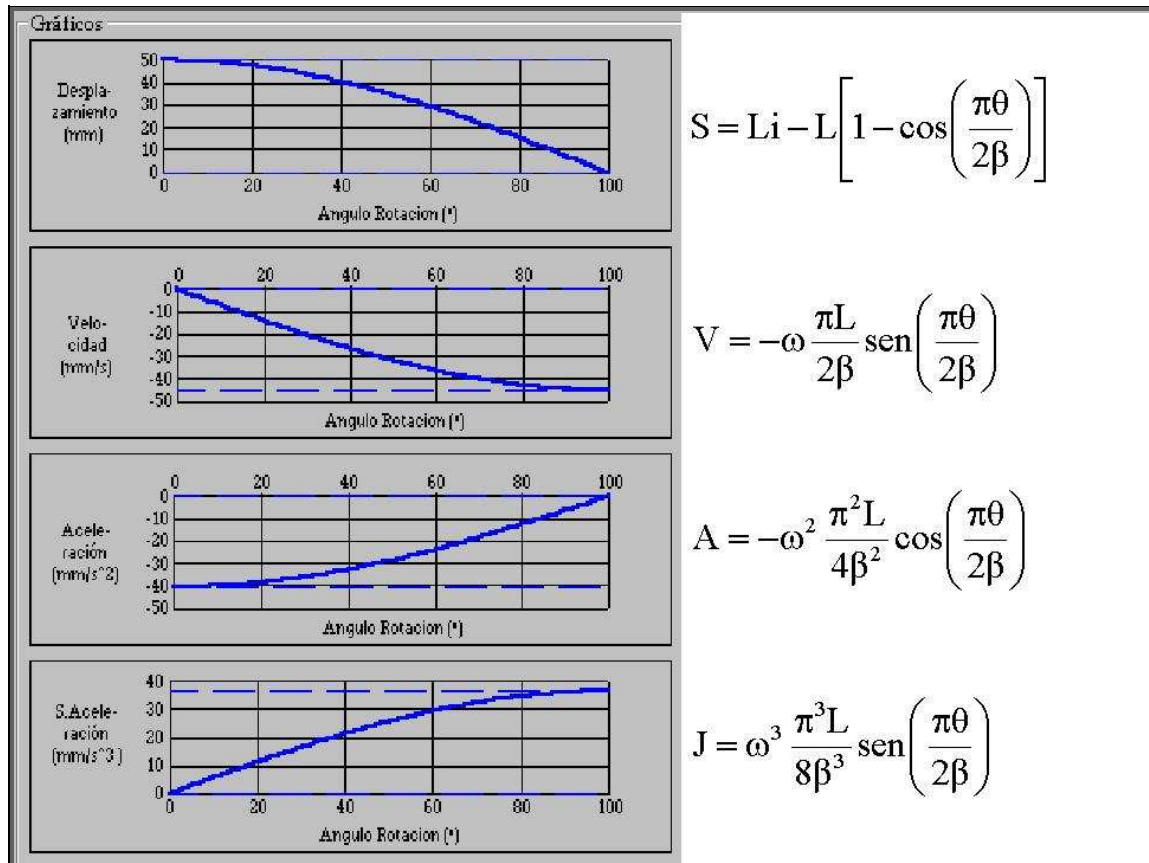 Gráficos
Despla-
zamiento
(mm)
50
40
30
20
10
0
0 20 40 60 80 100
Angulo Rotacion (º)
S = Li − L[1 − cos(πθ/2β)]
Velo-
cidad
(mm/s)
0 20 40 60 80 100
0
-10
-20
-30
-40
-50
Angulo Rotacion (º)
V = −ω πL/2β sen(πθ/2β)
Acele-
ración
(mm/s^2)
0 20 40 60 80 100
0
-10
-20
-30
-40
-50
Angulo Rotacion (º)
A = −ω² π²L/4β² cos(πθ/2β)
S.Acele-
ración
(mm/s^3)
40
30
20
10
0
0 20 40 60 80 100
Angulo Rotacion (º)
J = ω³ π³L/8β³ sen(πθ/2β)